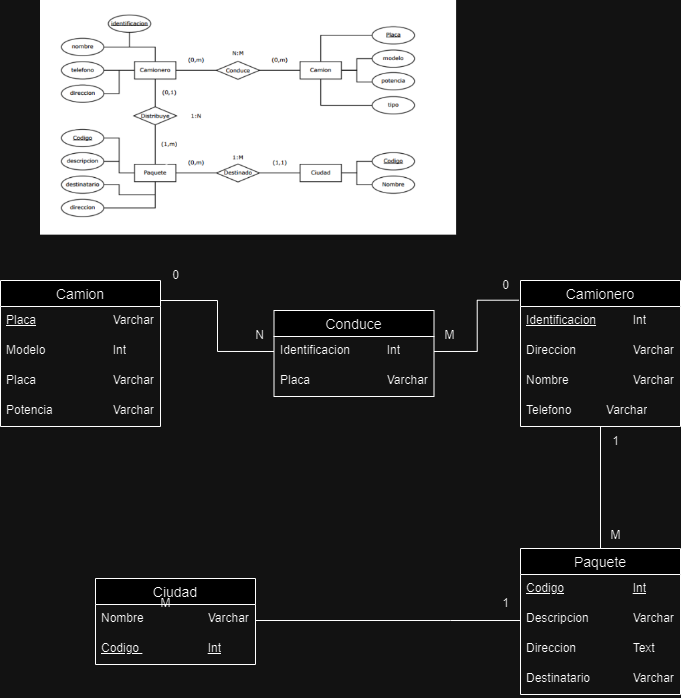 identificacion
nombre
telefono
direccion
Camionero
(0,m)
N:M
Conduce
(0,m)
Camion
Placa
modelo
potencia
tipo
(0,1)
Distribuye
1:N
(1,m)
Codigo
descripcion
destinatario
direccion
Paquete
(0,m)
1:M
Destinado
(1,1)
Ciudad
Codigo
Nombre
Camion
Placa Varchar
Modelo Int
Placa Varchar
Potencia Varchar
0
N
Conduce
Identificacion Int
Placa Varchar
M
0
Camionero
Identificacion Int
Direccion Varchar
Nombre Varchar
Telefono Varchar
1
M
Ciudad
M
Nombre Varchar
Codigo Int
1
Paquete
Codigo Int
Descripcion Varchar
Direccion Text
Destinatario Varchar